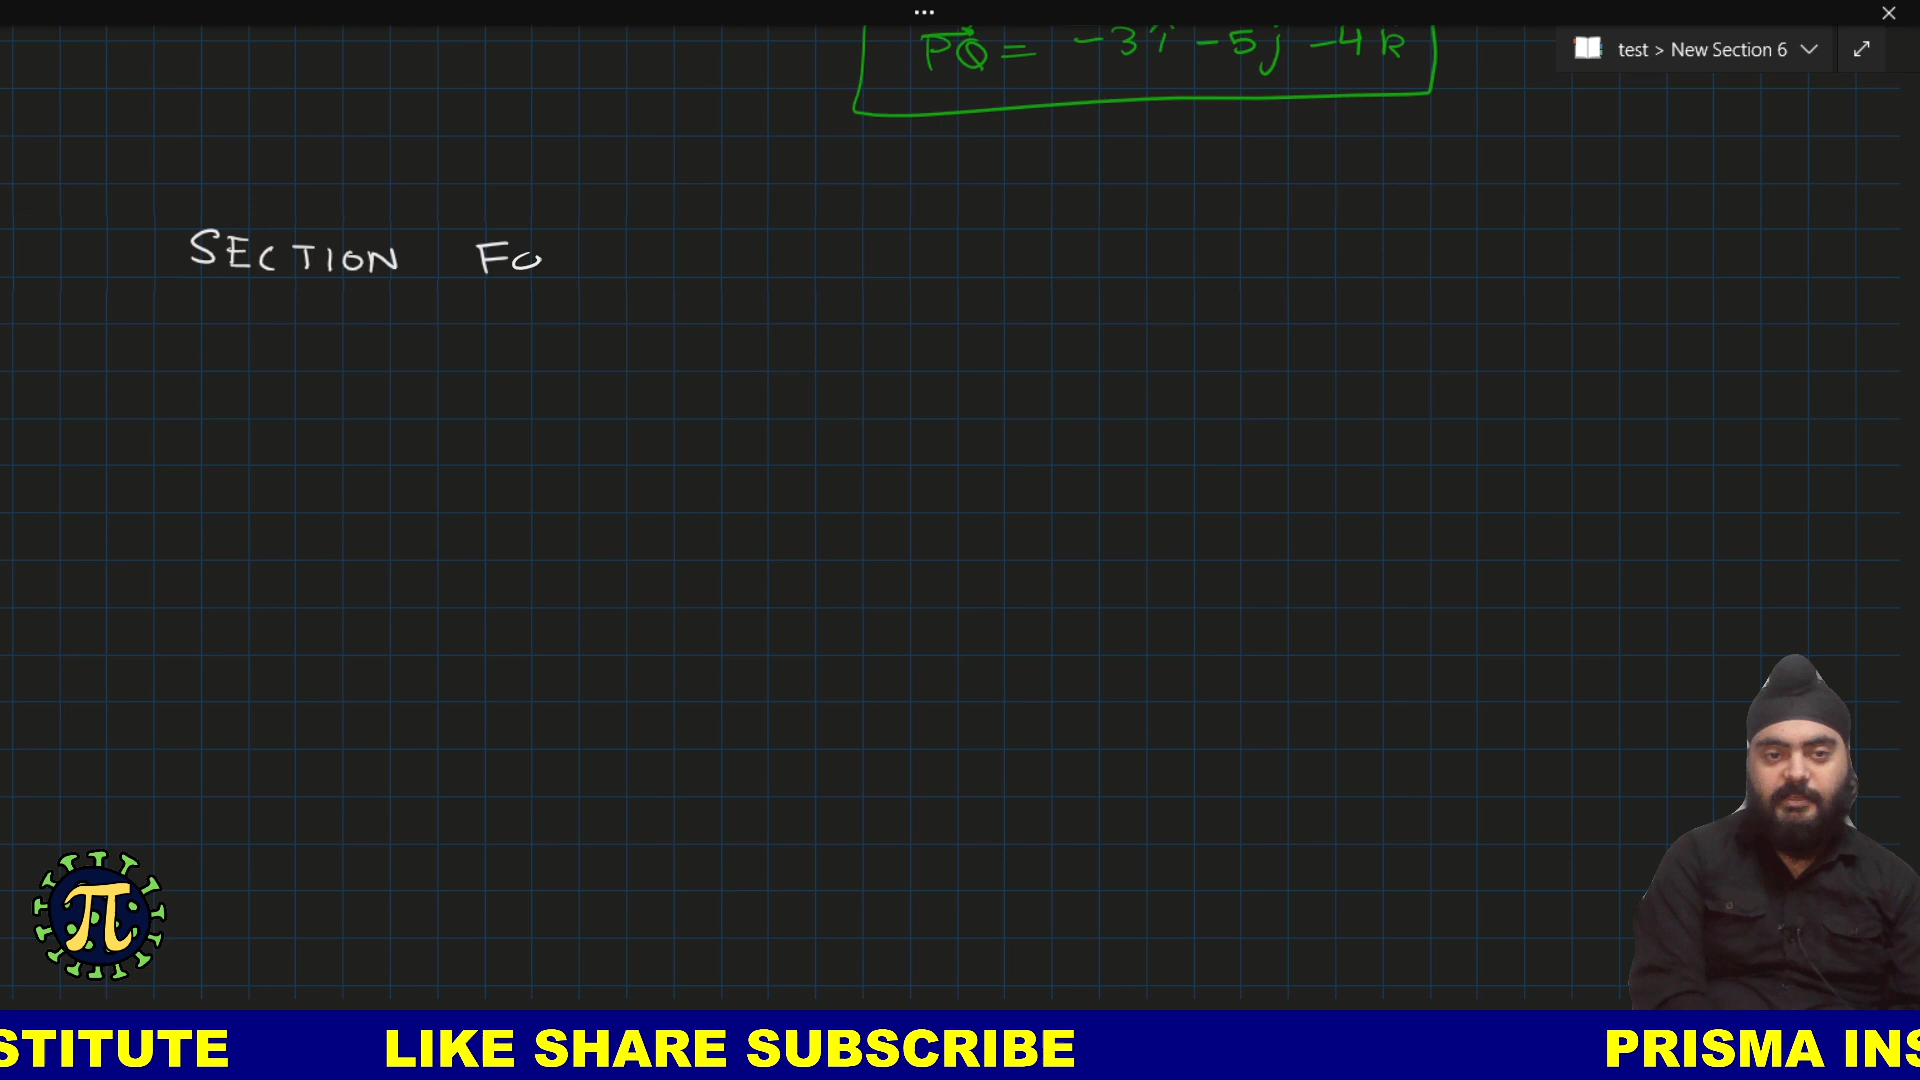 PQ = -3i -5j -4k
test > New Section 6
SECTION Fo
π
STITUTE LIKE SHARE SUBSCRIBE PRISMA INS